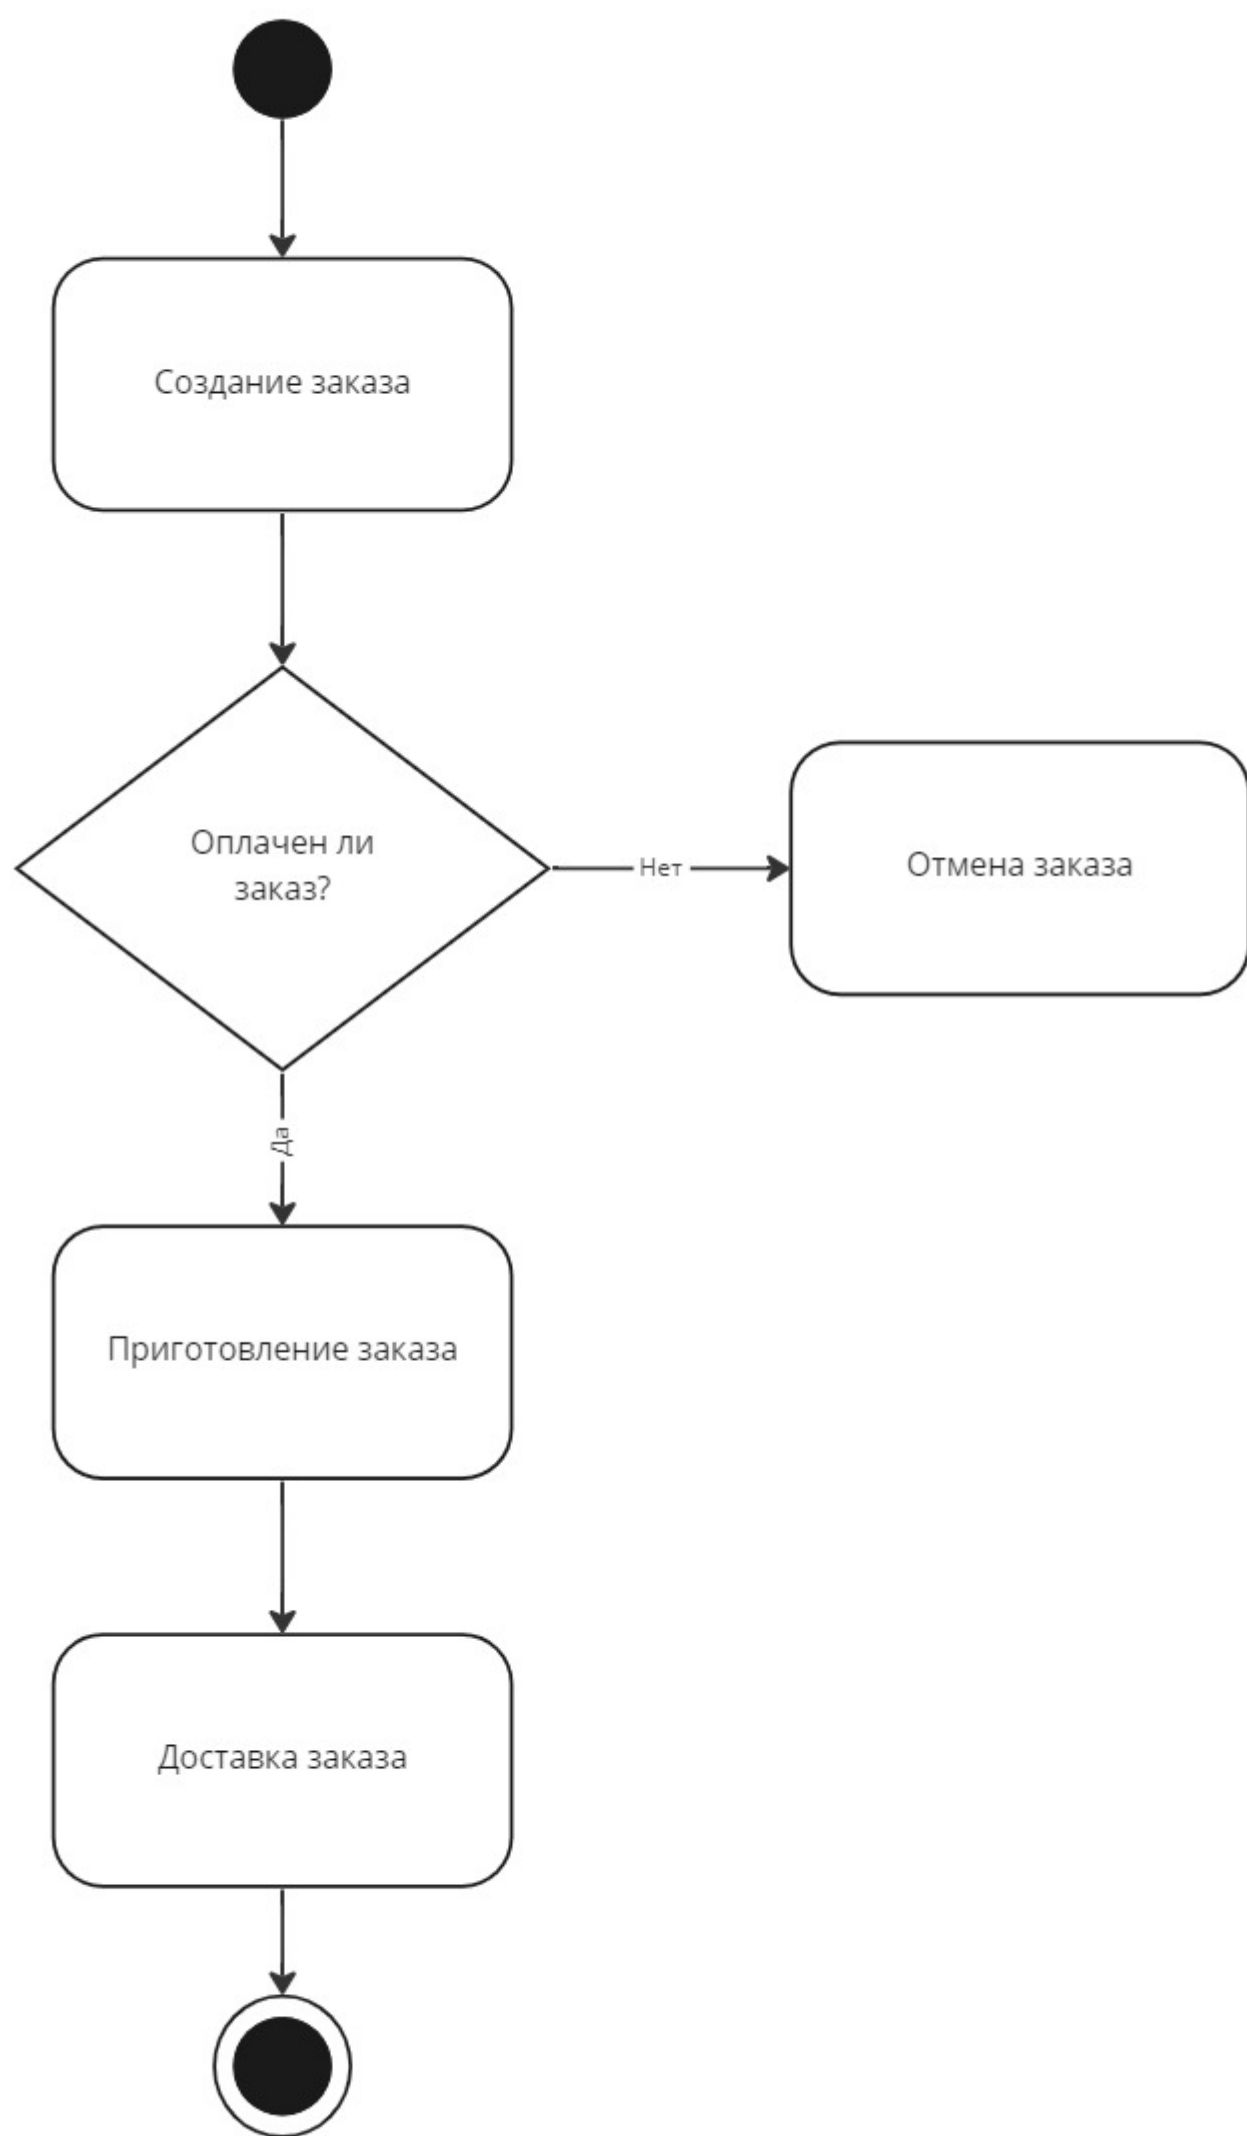 Создание заказа
Оплачен ли
заказ?
Нет
Отмена заказа
Да
Приготовление заказа
Доставка заказа